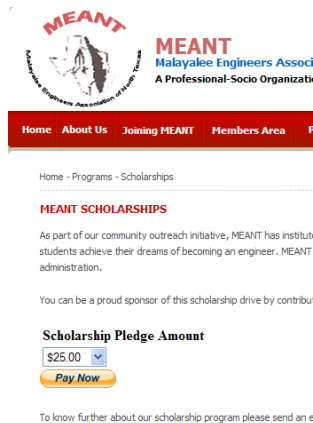 MEANT
Malayalee Engineers Association of North Texas
MEANT
Malayalee Engineers Assoc
A Professional-Socio Organizati
Home About Us Joining MEANT Members Area
Home - Programs - Scholarships
MEANT SCHOLARSHIPS
As part of our community outreach initiative, MEANT has institut
students achieve their dreams of becoming an engineer. MEANT
administration.
You can be a proud sponsor of this scholarship drive by contribut
Scholarship Pledge Amount
$25.00
Pay Now
To know further about our scholarship program please send an e